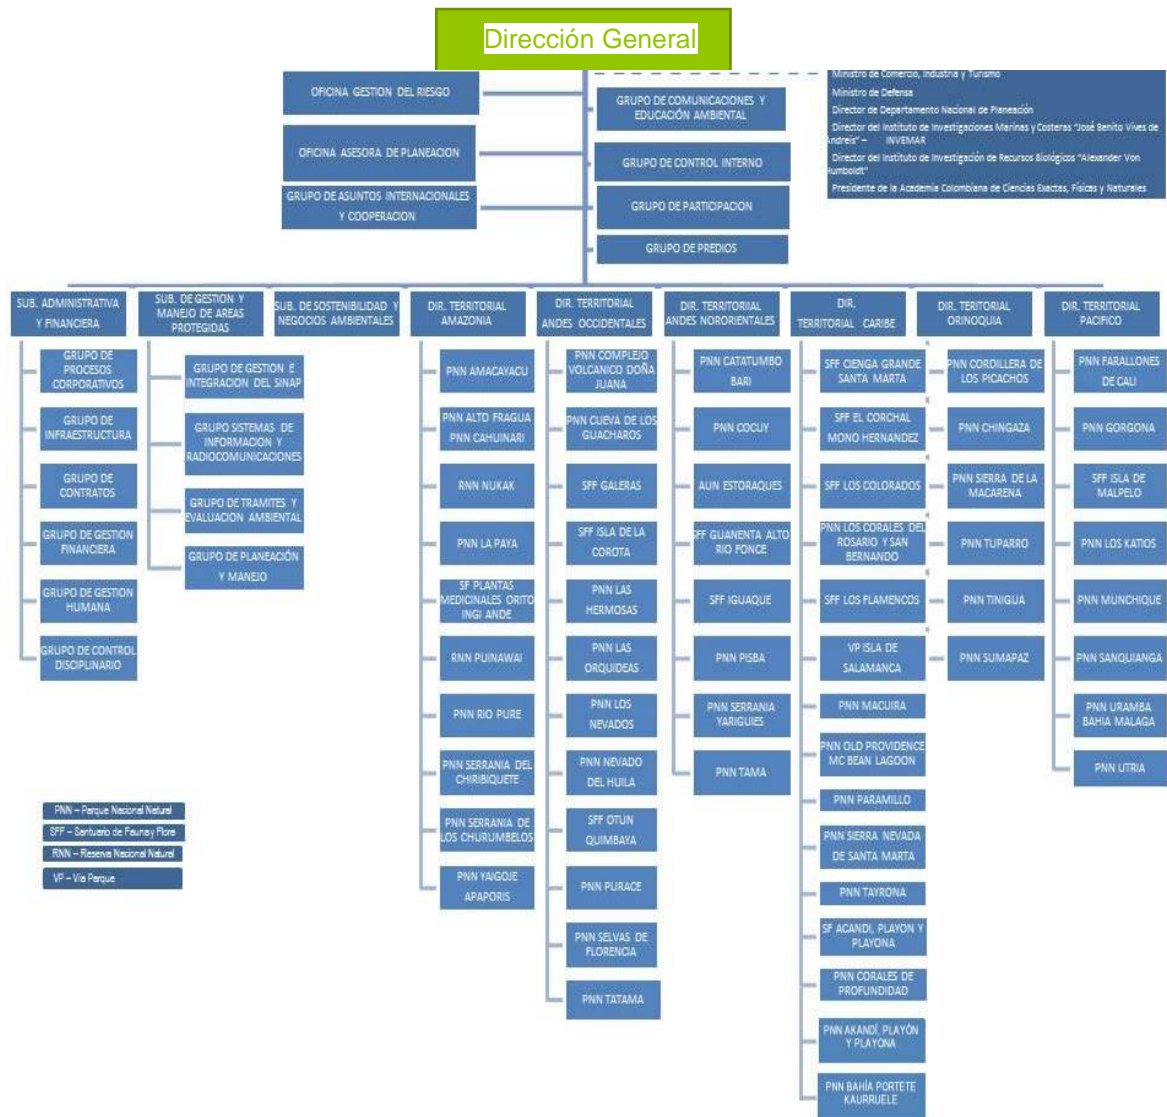 Dirección General
Ministro de Comercio, Industria y Turismo
Ministro de Defensa
Director de Departamento Nacional de Planeación
Director del Instituto de Investigaciones Marinas y Costeras "José Benito Vives de
Andreis" – INVEMAR
Director del Instituto de Investigación de Recursos Biológicos "Alexander Von
Humboldt"
Presidente de la Academia Colombiana de Ciencias Exactas, Físicas y Naturales
OFICINA GESTION DEL RIESGO
OFICINA ASESORA DE PLANEACION
GRUPO DE ASUNTOS INTERNACIONALES
Y COOPERACION
GRUPO DE COMUNICACIONES Y
EDUCACIÓN AMBIENTAL
GRUPO DE CONTROL INTERNO
GRUPO DE PARTICIPACION
GRUPO DE PREDIOS
SUB. ADMINISTRATIVA
Y FINANCIERA
GRUPO DE
PROCESOS
CORPORATIVOS
GRUPO DE
INFRAESTRUCTURA
GRUPO DE
CONTRATOS
GRUPO DE GESTION
FINANCIERA
GRUPO DE GESTION
HUMANA
GRUPO DE CONTROL
DISCIPLINARIO
SUB. DE GESTION Y
MANEJO DE AREAS
PROTEGIDAS
GRUPO DE GESTION E
INTEGRACION DEL SINAP
GRUPO SISTEMAS DE
INFORMACION Y
RADIOCOMUNICACIONES
GRUPO DE TRAMITES Y
EVALUACION AMBIENTAL
GRUPO DE PLANEACIÓN
Y MANEJO
SUB. DE SOSTENIBILIDAD Y
NEGOCIOS AMBIENTALES
DIR. TERRITORIAL
AMAZONIA
PNN AMACAYACU
PNN ALTO FRAGUA
PNN CAHUINARI
RNN NUKAK
PNN LA PAYA
SF PLANTAS
MEDICINALES ORITO
INGI ANDE
RNN PUINAWAI
PNN RIO PURE
PNN SERRANIA DEL
CHIRIBIQUETE
PNN SERRANIA DE
LOS CHURUMBELOS
PNN YAIGOJE
APAPORIS
DIR. TERRITORIAL
ANDES OCCIDENTALES
PNN COMPLEJO
VOLCANICO DOÑA
JUANA
PNN CUEVA DE LOS
GUACHAROS
SFF GALERAS
SFF ISLA DE LA
COROTA
PNN LAS
HERMOSAS
PNN LAS
ORQUIDEAS
PNN LOS
NEVADOS
PNN NEVADO
DEL HUILA
SFF OTUN
QUIMBAYA
PNN PURACE
PNN SELVAS DE
FLORENCIA
PNN TATAMA
DIR. TERRITORIIAL
ANDES NORORIENTALES
PNN CATATUMBO
BARI
PNN COCUY
AUN ESTORAQUES
SFF GUANENTA ALTO
RIO FONCE
SFF IGUAQUE
PNN PISBA
PNN SERRANIA
YARIGUIES
PNN TAMA
DIR.
TERRITORIAL CARIBE
SFF CIENGA GRANDE
SANTA MARTA
SFF EL CORCHAL
MONO HERNANDEZ
SFF LOS COLORADOS
PNN LOS CORALES DEL
ROSARIO Y SAN
BERNANDO
SFF LOS FLAMENCOS
VP ISLA DE
SALAMANCA
PNN MACUIRA
PNN OLD PROVIDENCE
MC BEAN LAGOON
PNN PARAMILLO
PNN SIERRA NEVADA
DE SANTA MARTA
PNN TAYRONA
SF ACANDI, PLAYON Y
PLAYONA
PNN CORALES DE
PROFUNDIDAD
PNN AKANDÍ, PLAYÓN
Y PLAYONA
PNN BAHÍA PORTETE
KAURRUELE
DIR. TERITORIAL
ORINOQUIA
PNN CORDILLERA DE
LOS PICACHOS
PNN CHINGAZA
PNN SIERRA DE LA
MACARENA
PNN TUPARRO
PNN TINIGUA
PNN SUMAPAZ
DIR. TERRITORIAL
PACIFICO
PNN FARALLONES
DE CALI
PNN GORGONA
SFF ISLA DE
MALPELO
PNN LOS KATIOS
PNN MUNCHIQUE
PNN SANQUIANGA
PNN URAMBA
BAHIA MALAGA
PNN UTRIA
PNN – Parque Nacional Natural
SFF – Santuario de Fauna y Flora
RNN – Reserva Nacional Natural
VP – Vía Parque